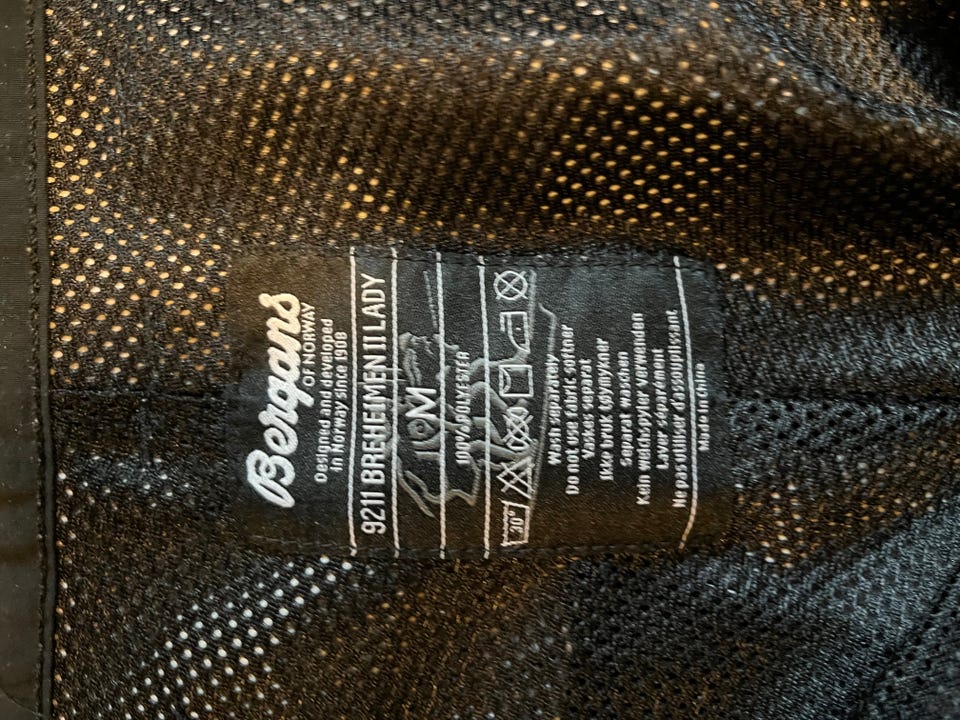 Bergans
OF NORWAY
Designed and developed
in Norway since 1908
9211 BREHEIMEN II LADY
M
100% POLYESTER
30°
Wash separately
Do not use fabric softner
Vaskes separat
Ikke bruk tøymykner
Separat waschen
Kein weichspyler verwenden
Laver séparément
Ne pas utiliser d'assouplissant
Made in China